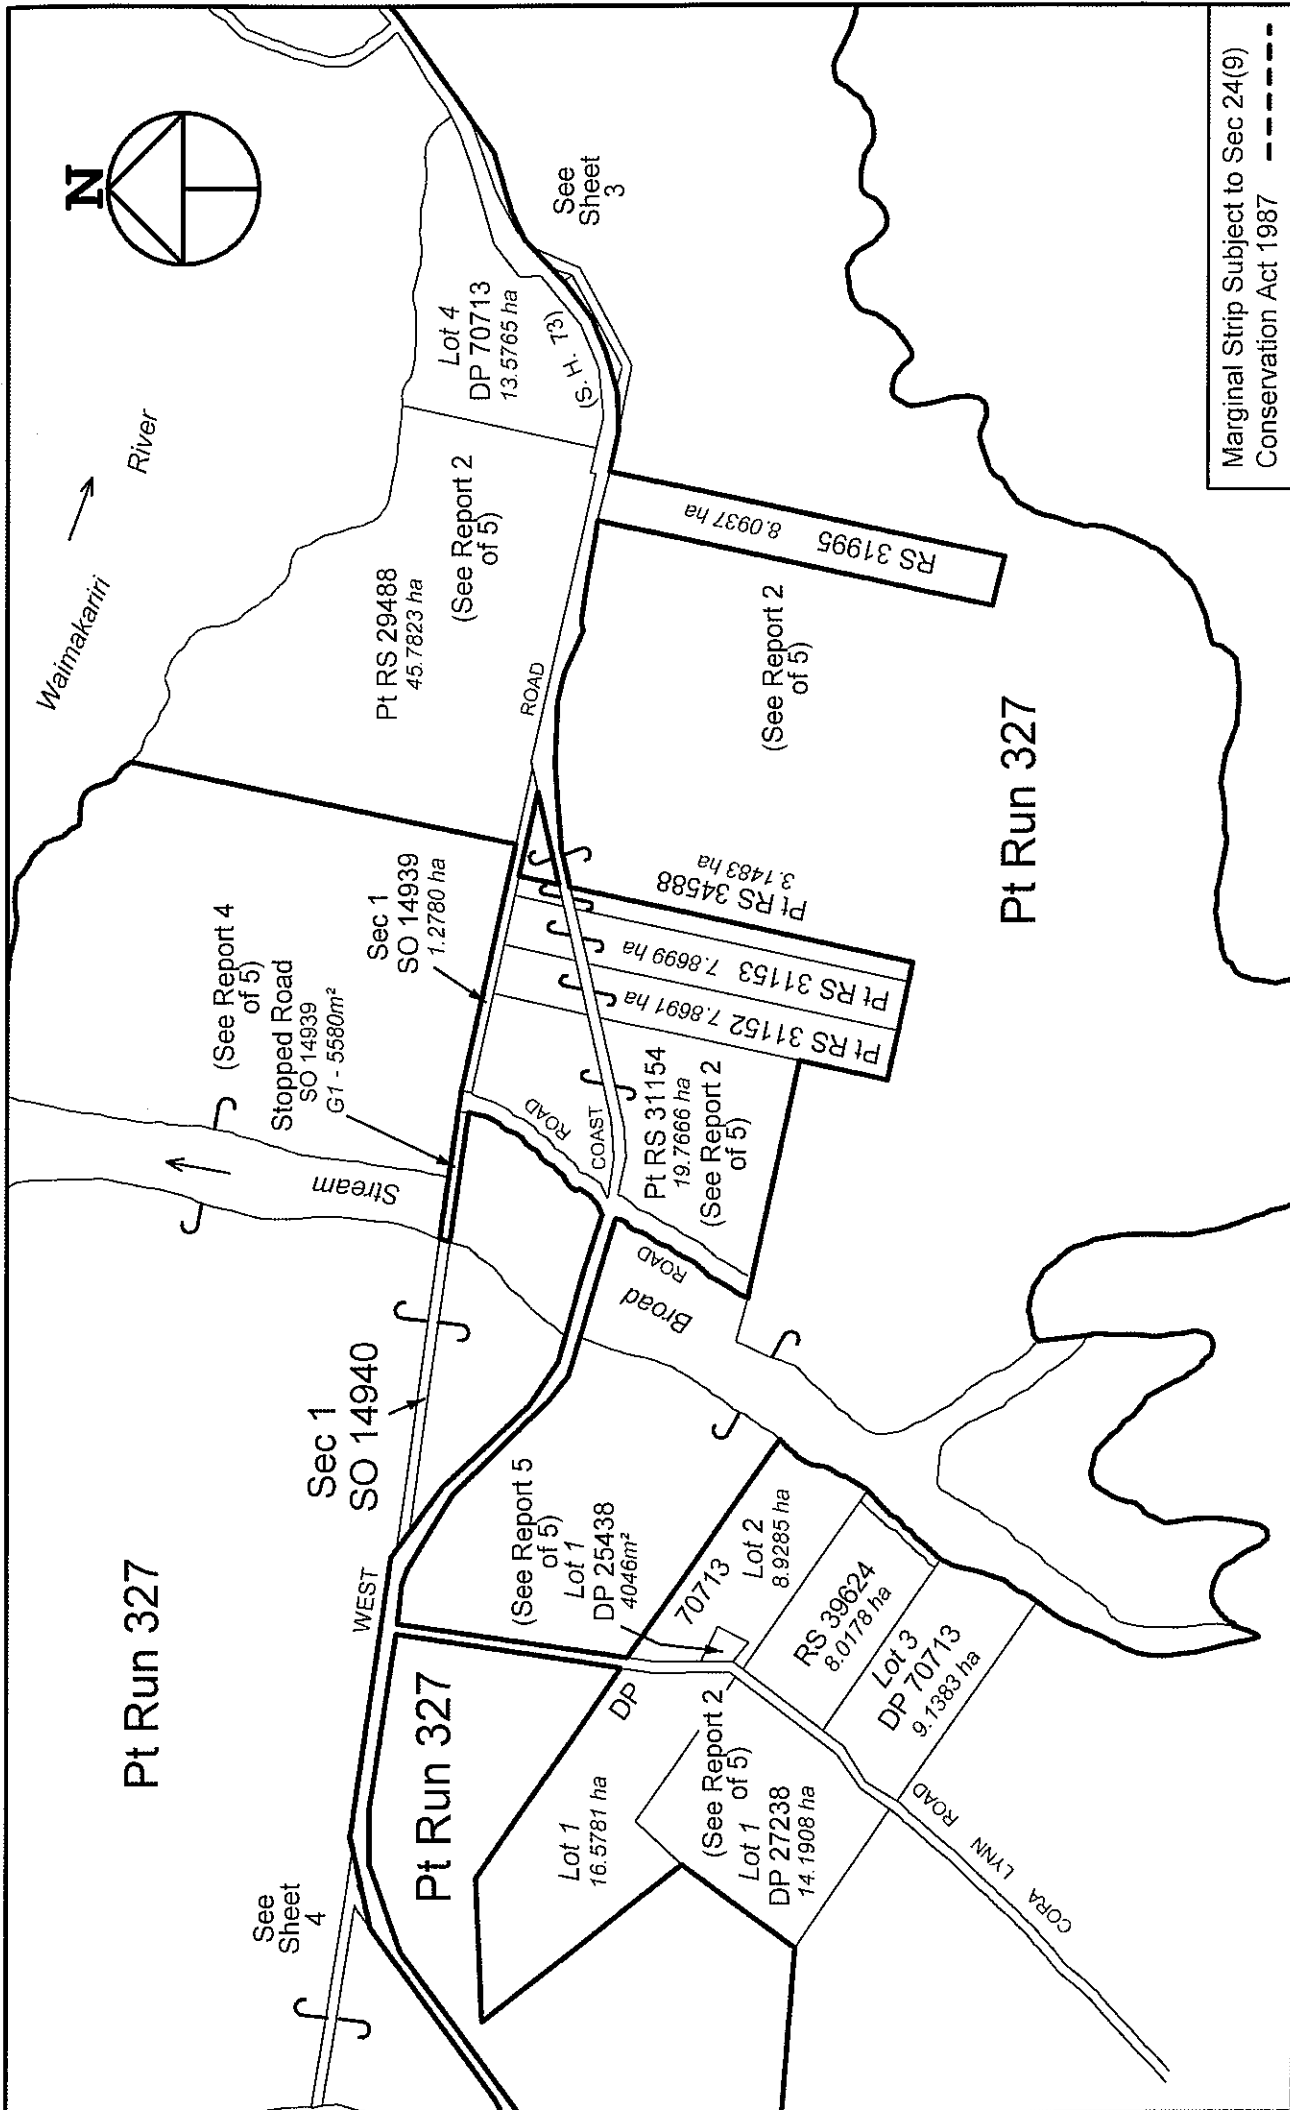 N
Waimakariri
River
Pt Run 327
See
Sheet
4
WEST
Sec 1
SO 14940
(See Report 4
of 5)
Stopped Road
SO 14939
G1 - 5580m²
Stream
Sec 1
SO 14939
1.2780 ha
Pt RS 29488
45.7823 ha
(See Report 2
of 5)
Lot 4
DP 70713
13.5765 ha
(S. H. 73)
See
Sheet
3
ROAD
Pt Run 327
(See Report 5
of 5)
Lot 1
DP 25438
4046m²
ROAD
COAST
Pt RS 31154
19.7666 ha
(See Report 2
of 5)
ROAD
Broad
Pt RS 31152 7.8691 ha
Pt RS 31153 7.8699 ha
Pt RS 34588
3.1483 ha
(See Report 2
of 5)
RS 31995
8.0937 ha
Lot 1
16.5781 ha
DP
70713
Lot 2
8.9285 ha
(See Report 2
of 5)
Lot 1
DP 27238
14.1908 ha
RS 39624
8.0178 ha
Lot 3
DP 70713
9.1383 ha
CORA LYNN ROAD
Pt Run 327
Marginal Strip Subject to Sec 24(9)
Conservation Act 1987